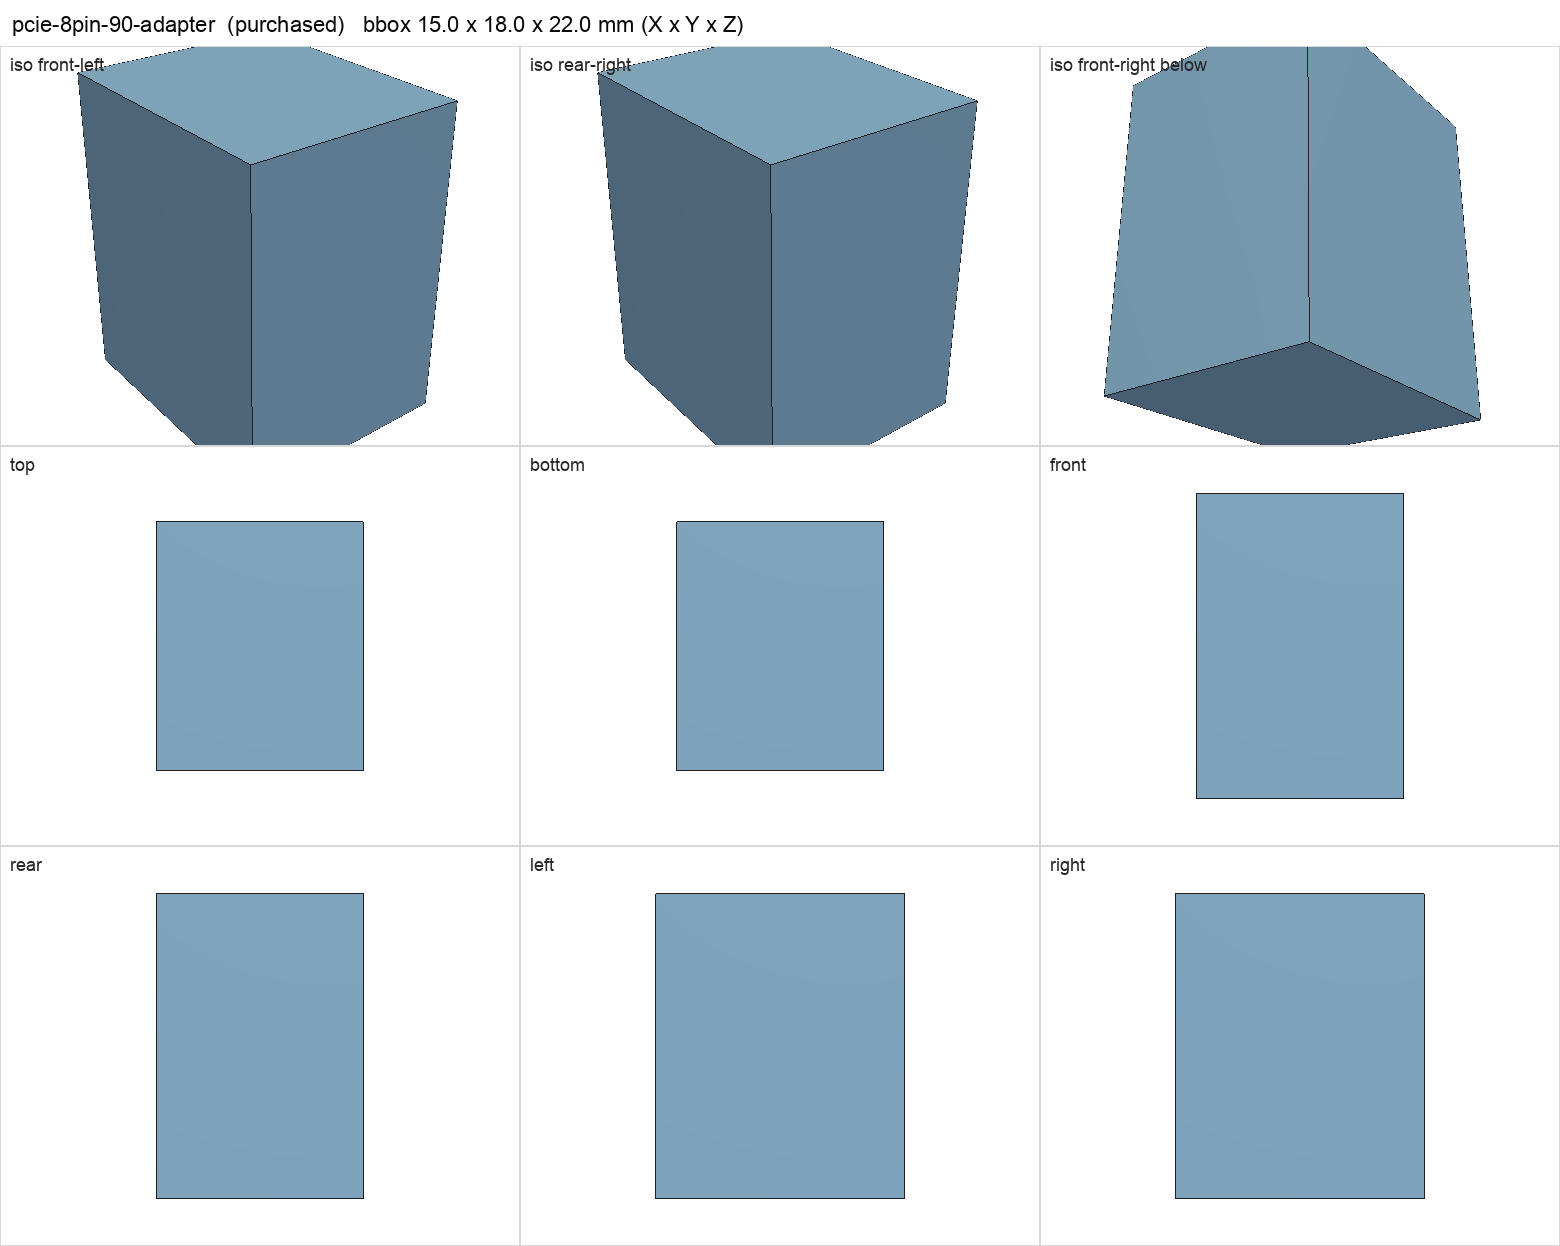 pcie-8pin-90-adapter  (purchased)   bbox 15.0 x 18.0 x 22.0 mm (X x Y x Z)
iso front-left
iso rear-right
iso front-right below
top
bottom
front
rear
left
right